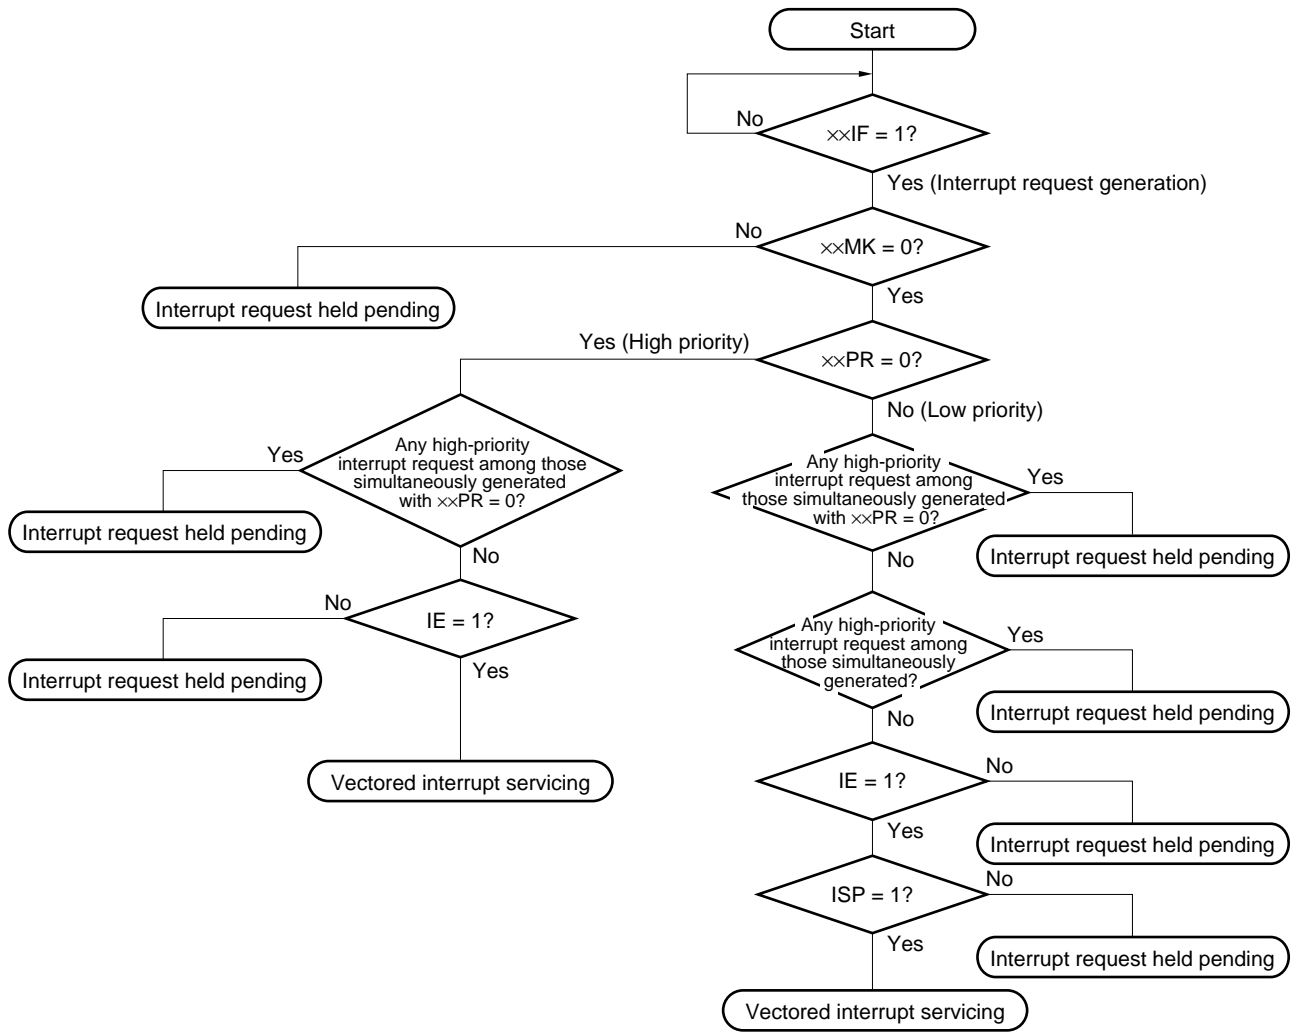 Start
No
××IF = 1?
Yes (Interrupt request generation)
No
××MK = 0?
Interrupt request held pending
Yes
Yes (High priority)
××PR = 0?
No (Low priority)
Yes
Any high-priority
interrupt request among those
simultaneously generated
with ××PR = 0?
Any high-priority
interrupt request among
those simultaneously generated
with ××PR = 0?
Yes
Interrupt request held pending
No
Interrupt request held pending
No
No
IE = 1?
Any high-priority
interrupt request among
those simultaneously
generated?
Yes
Interrupt request held pending
Yes
Interrupt request held pending
No
Vectored interrupt servicing
IE = 1?
No
Yes
Interrupt request held pending
ISP = 1?
No
Yes
Interrupt request held pending
Vectored interrupt servicing